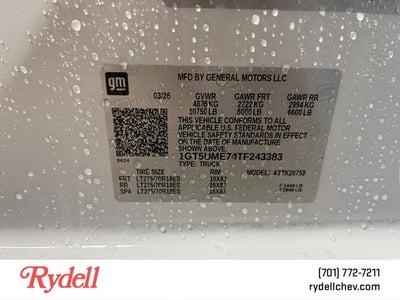 gm
MFD BY GENERAL MOTORS LLC
03/26 GVWR GAWR FRT GAWR RR
4876 KG 2722 KG 2994 KG
10750 LB 6000 LB 6600 LB
THIS VEHICLE CONFORMS TO ALL
APPLICABLE U.S. FEDERAL MOTOR
VEHICLE SAFETY STANDARDS IN
EFFECT ON THE DATE OF MANUFACTURE
SHOWN ABOVE.
1GT5UME74TF243383
TYPE: TRUCK
TIRE SIZE RIM MODEL: 43TK20753
FRT LT275/70R18ES 18X8J
RR LT275/70R18ES 18X8J
SPA LT275/70R18ES 18X8J
Rydell
(701) 772-7211
rydellchev.com